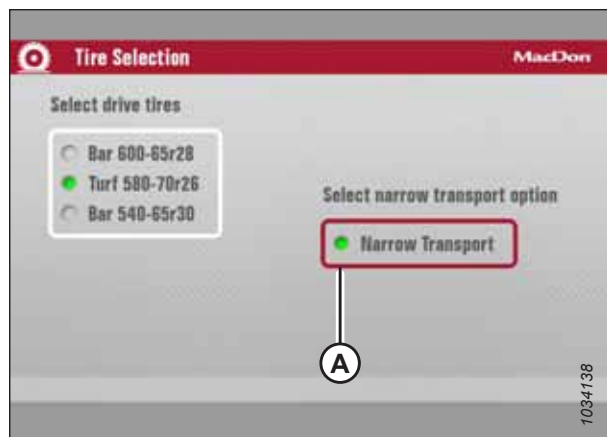 Tire Selection
MacDon
Select drive tires
Bar 600-65r28
Turf 580-70r26
Bar 540-65r30
Select narrow transport option
Narrow Transport
A
1034138